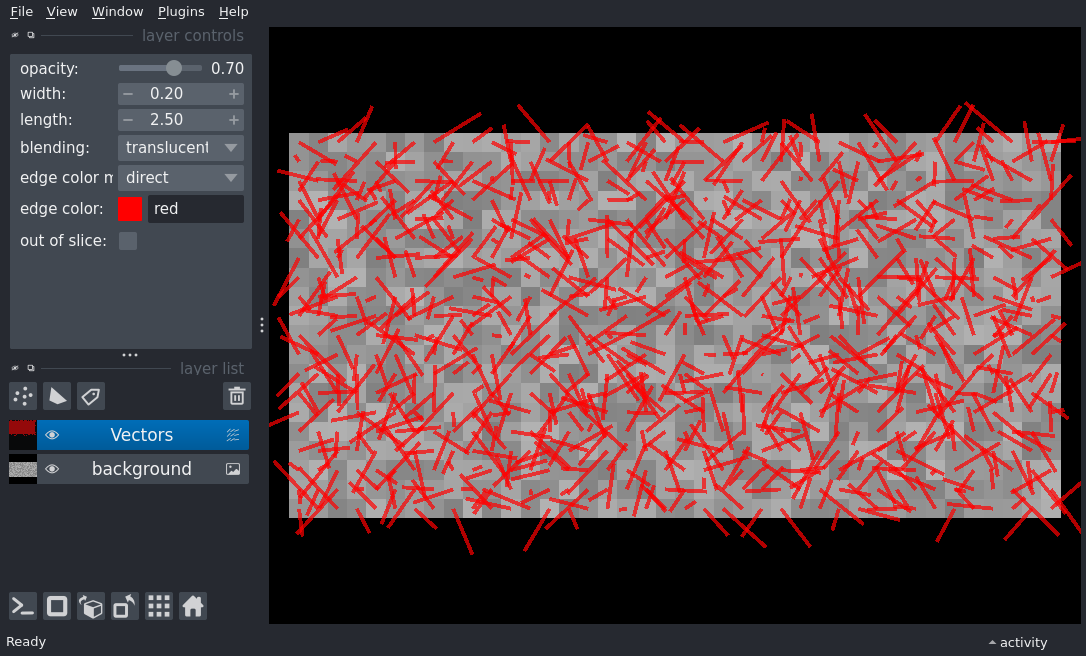 File View Window Plugins Help
layer controls
opacity: 0.70
width: 0.20
length: 2.50
blending: translucent
edge color m direct
edge color: red
out of slice:
layer list
Vectors
background
Ready
activity